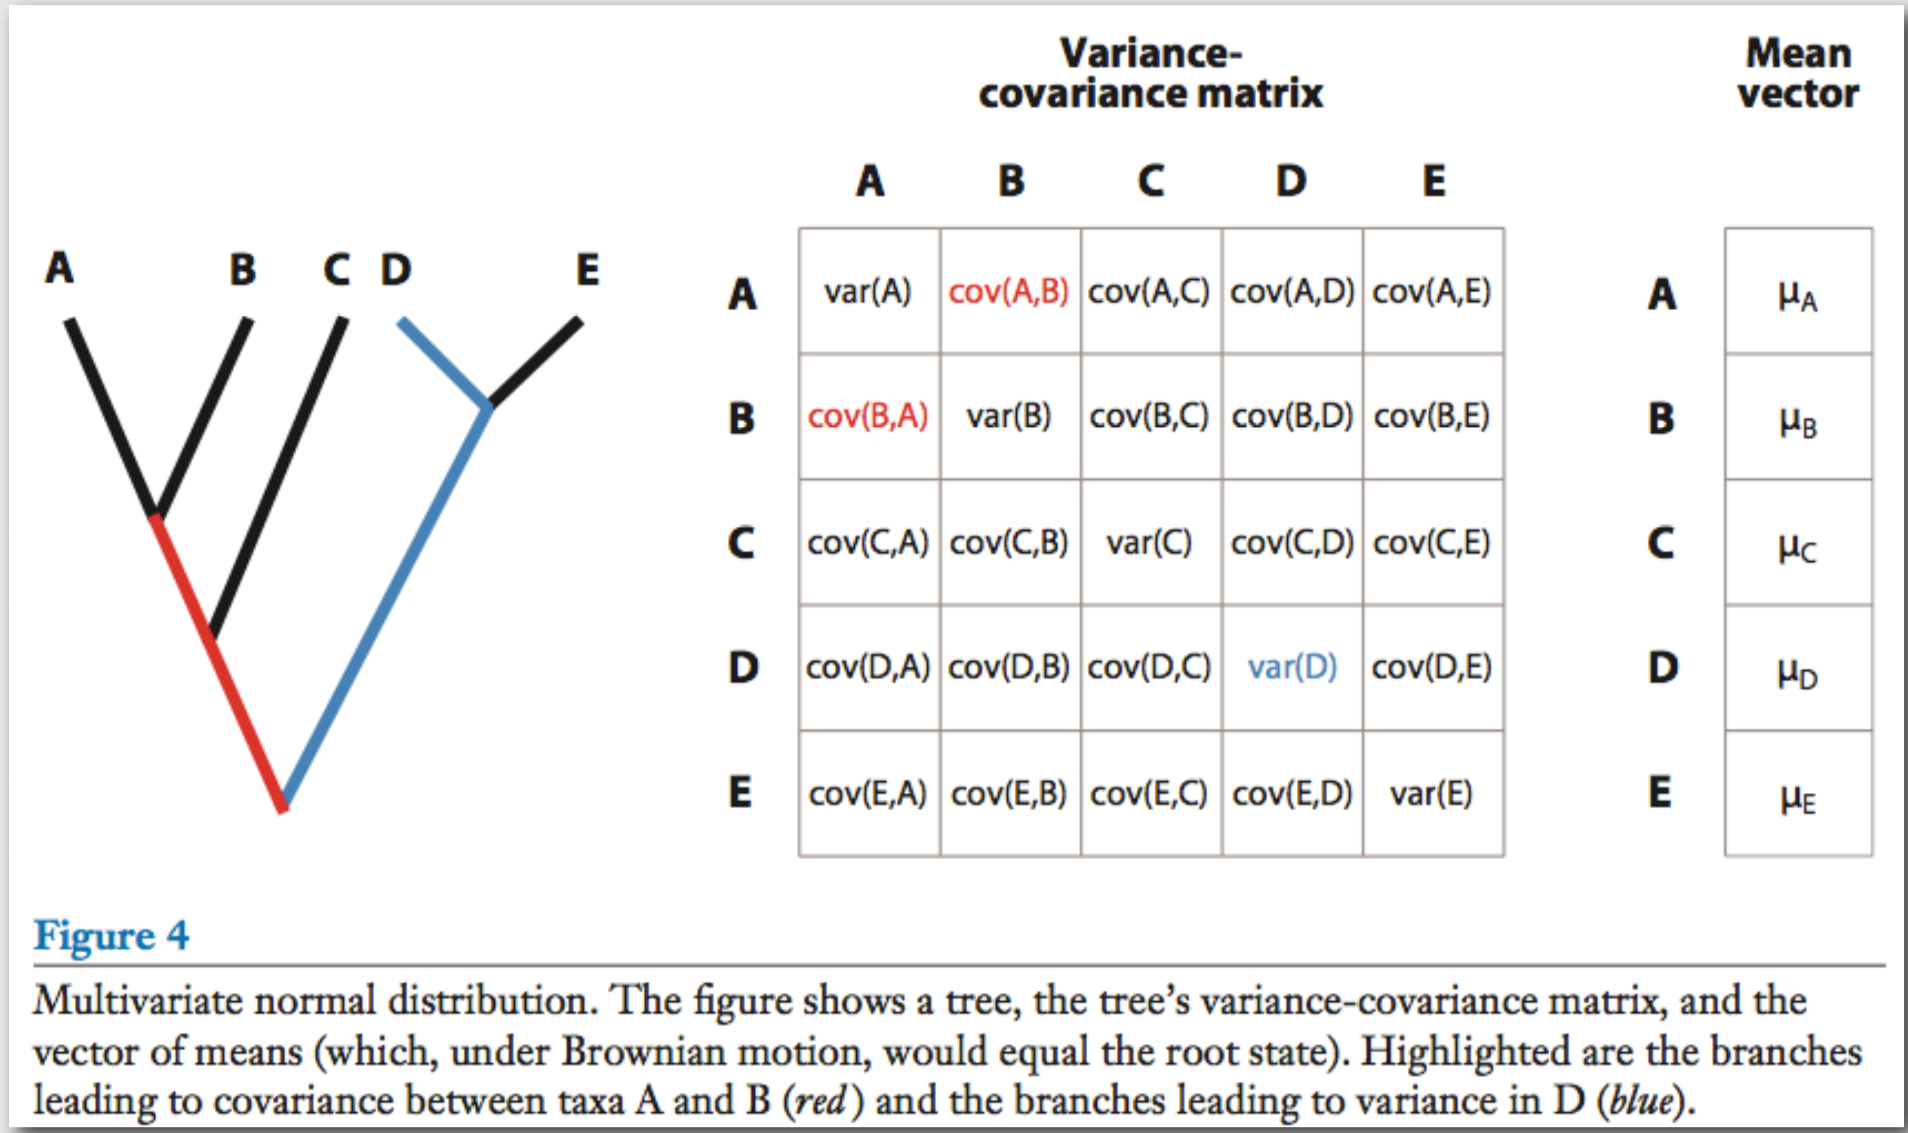 Variance-
covariance matrix
Mean
vector
A B C D E
A B C D E
A var(A) cov(A,B) cov(A,C) cov(A,D) cov(A,E) A μA
B cov(B,A) var(B) cov(B,C) cov(B,D) cov(B,E) B μB
C cov(C,A) cov(C,B) var(C) cov(C,D) cov(C,E) C μC
D cov(D,A) cov(D,B) cov(D,C) var(D) cov(D,E) D μD
E cov(E,A) cov(E,B) cov(E,C) cov(E,D) var(E) E μE
Figure 4
Multivariate normal distribution. The figure shows a tree, the tree's variance-covariance matrix, and the
vector of means (which, under Brownian motion, would equal the root state). Highlighted are the branches
leading to covariance between taxa A and B (red) and the branches leading to variance in D (blue).